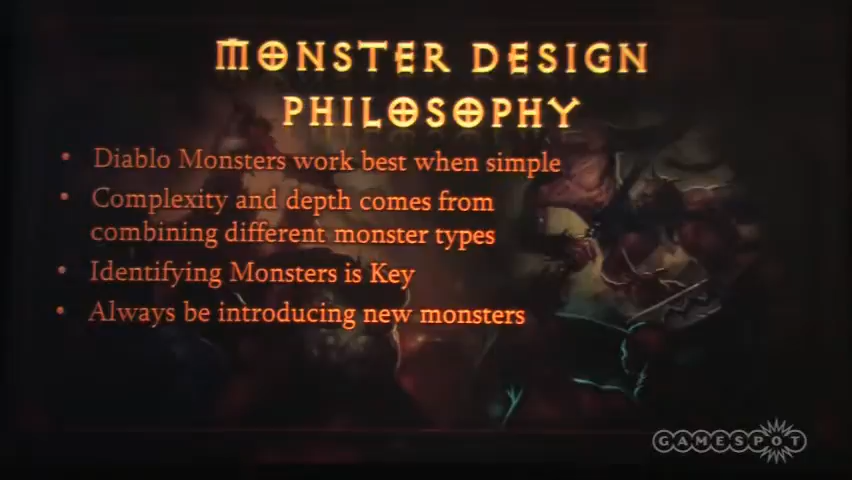 MONSTER DESIGN
PHILOSOPHY
• Diablo Monsters work best when simple
• Complexity and depth comes from
combining different monster types
• Identifying Monsters is Key
• Always be introducing new monsters
GAMESPOT